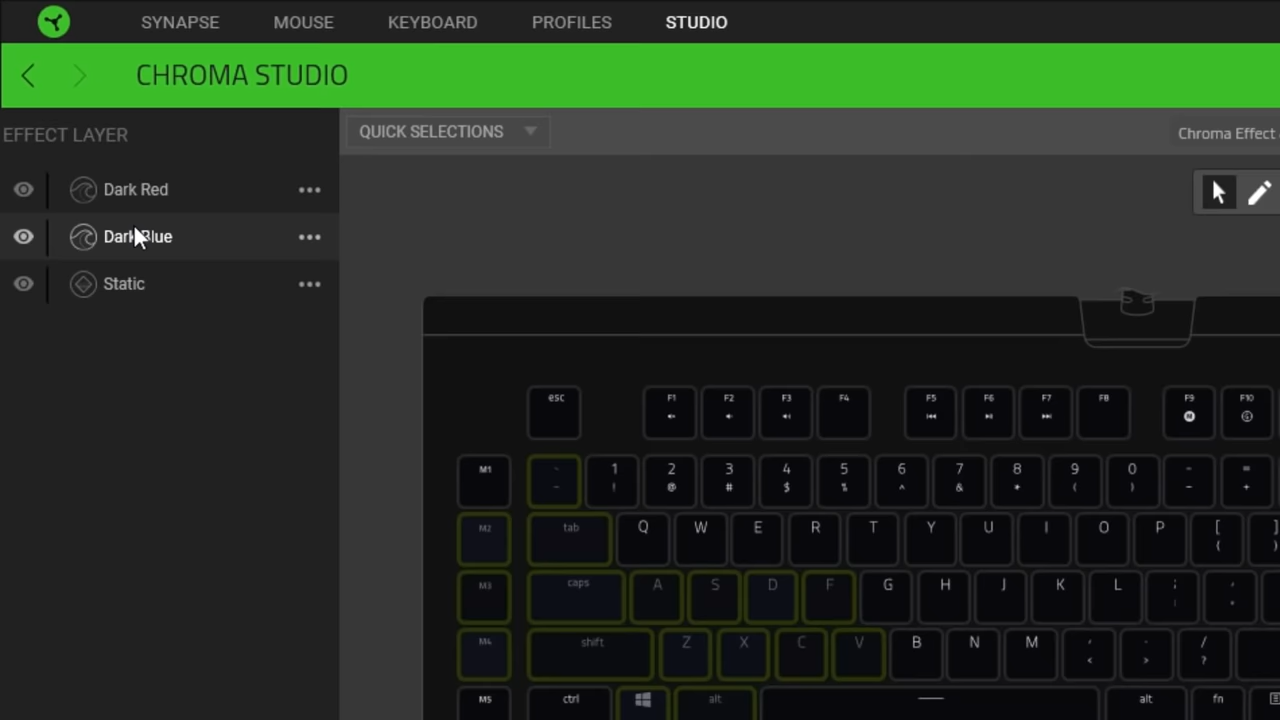 SYNAPSE MOUSE KEYBOARD PROFILES STUDIO
CHROMA STUDIO
EFFECT LAYER
QUICK SELECTIONS
Chroma Effect
Dark Red
Dark Blue
Static
esc F1 F2 F3 F4 F5 F6 F7 F8 F9 F10
M1 ~ 1 2 3 4 5 6 7 8 9 0 - =
- ! @ # $ % ^ & * ( ) - +
M2 tab Q W E R T Y U I O P [ ]
{ }
M3 caps A S D F G H J K L ;
M4 shift Z X C V B N M , . /
< > ?
M5 ctrl alt alt fn